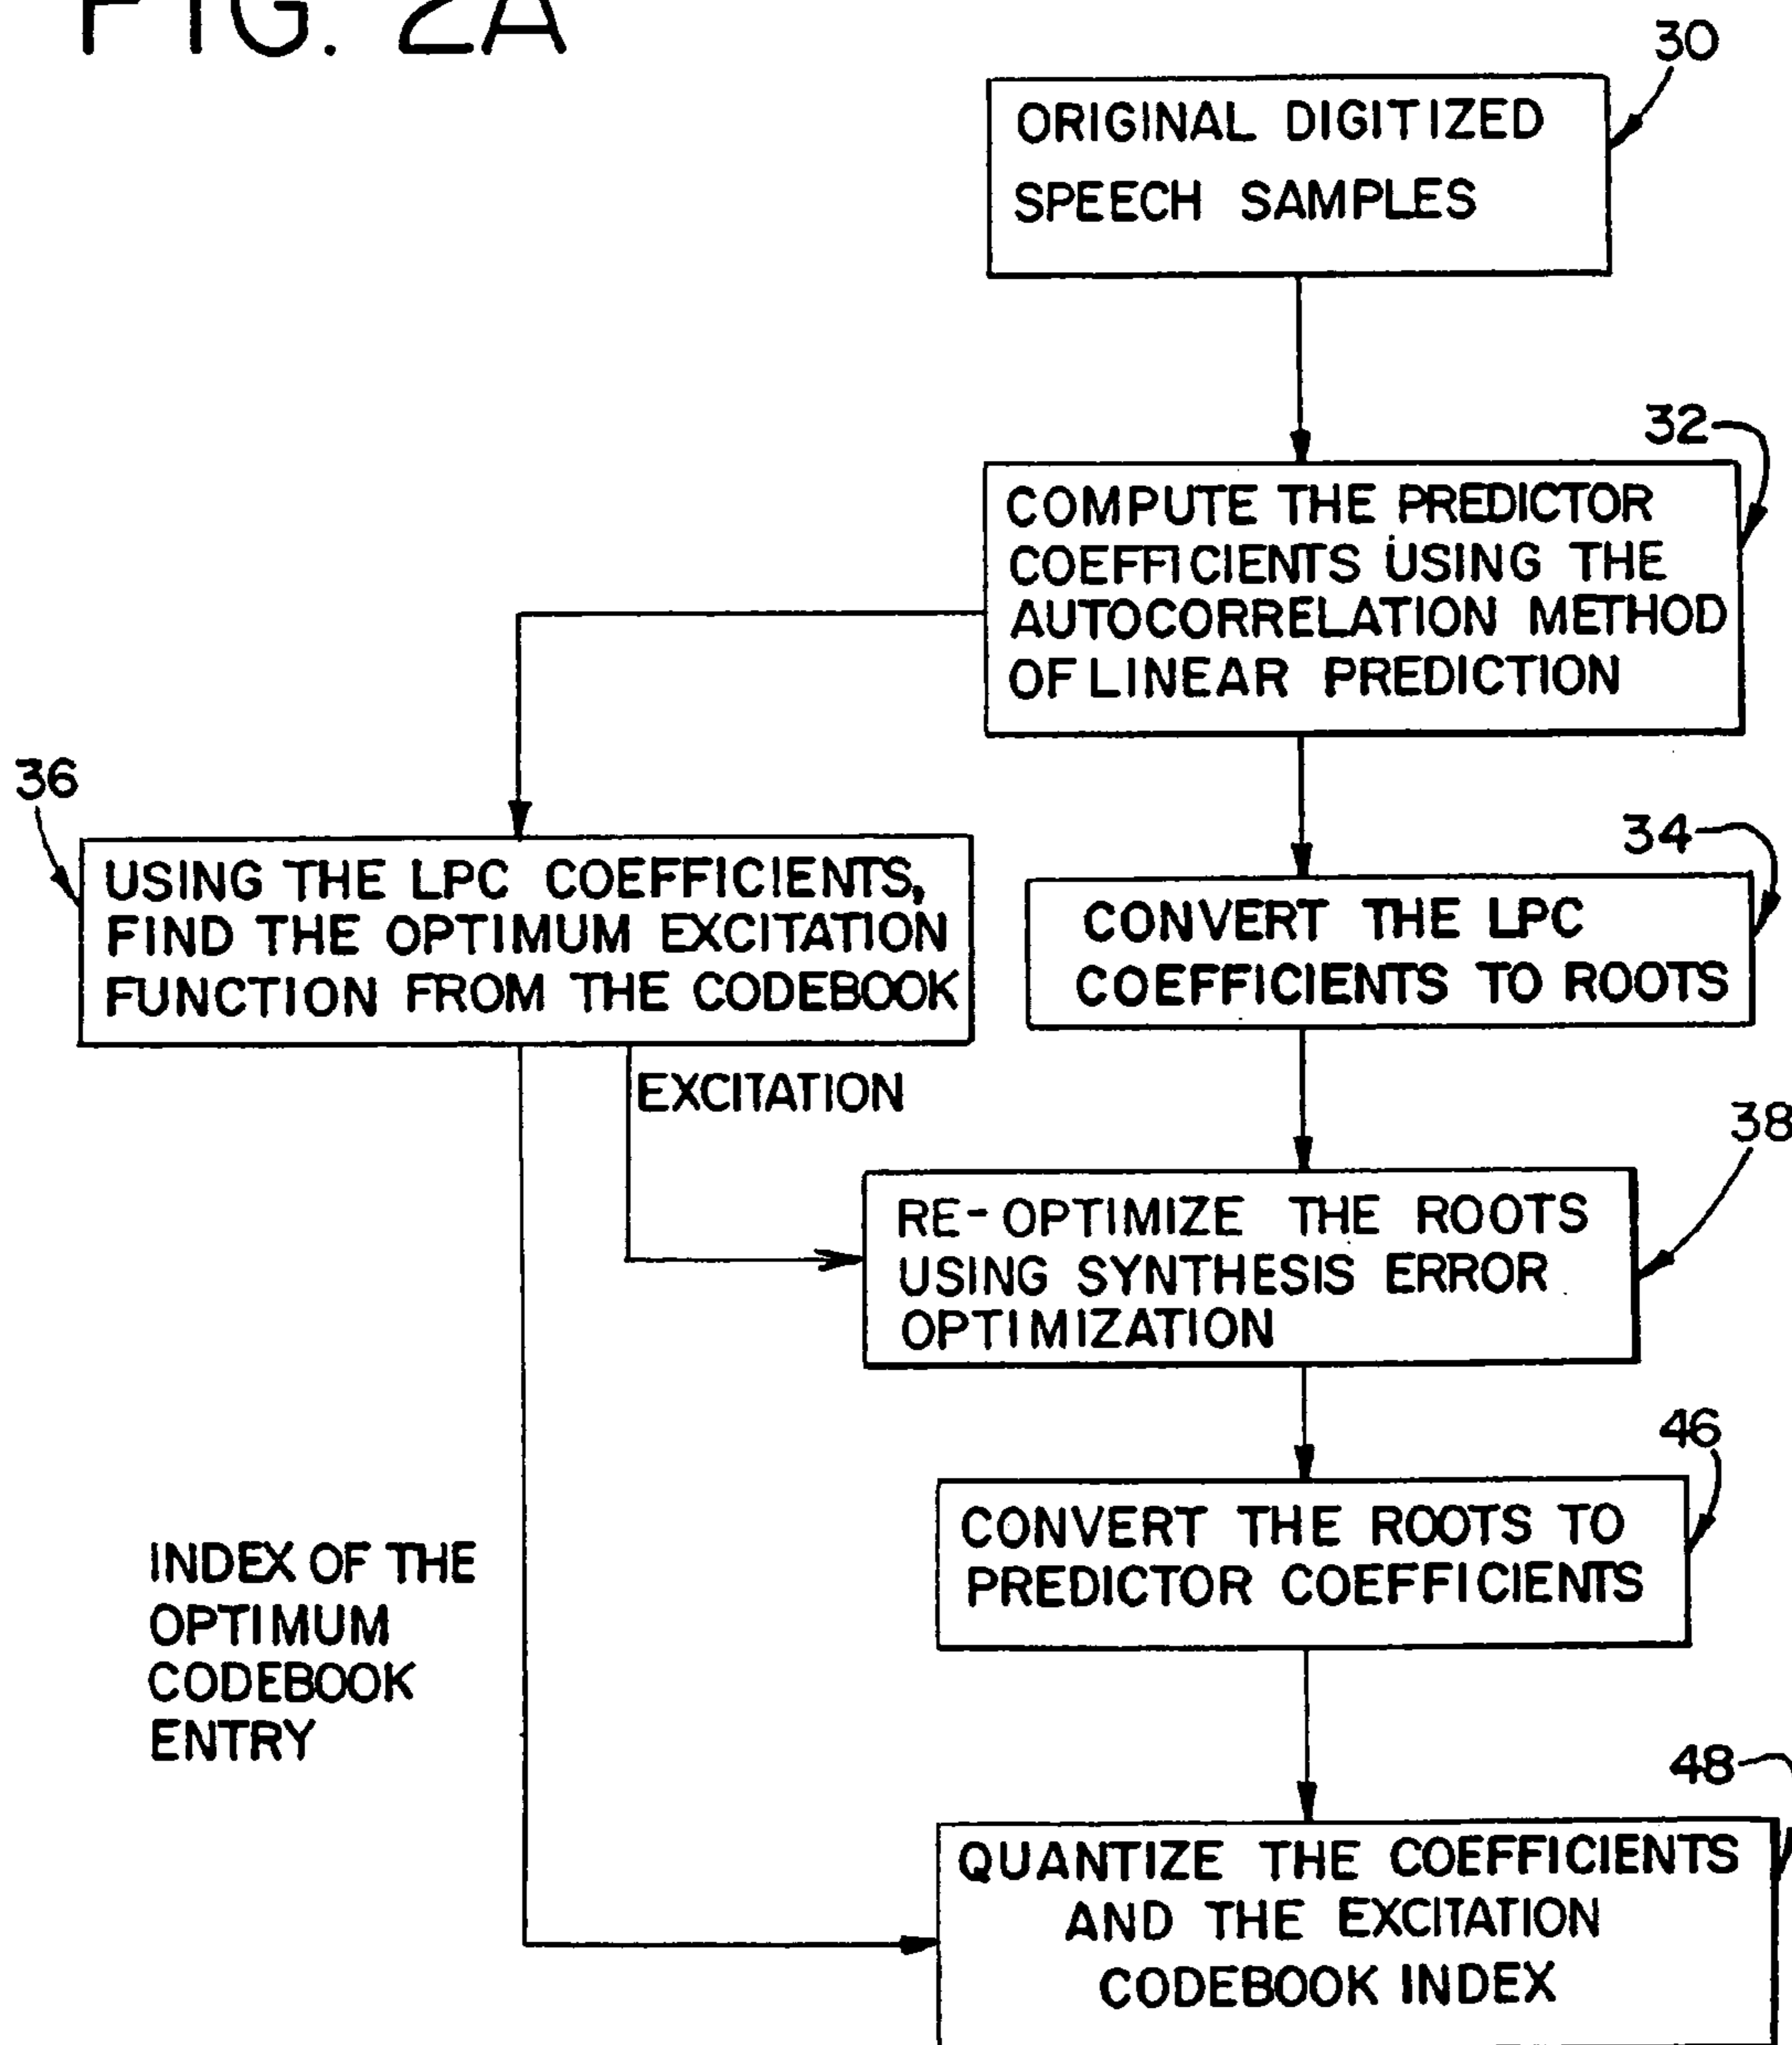 FIG. 2A
30
ORIGINAL DIGITIZED
SPEECH SAMPLES
32
COMPUTE THE PREDICTOR
COEFFICIENTS USING THE
AUTOCORRELATION METHOD
OF LINEAR PREDICTION
36
USING THE LPC COEFFICIENTS,
FIND THE OPTIMUM EXCITATION
FUNCTION FROM THE CODEBOOK
34
CONVERT THE LPC
COEFFICIENTS TO ROOTS
EXCITATION
38
RE-OPTIMIZE THE ROOTS
USING SYNTHESIS ERROR
OPTIMIZATION
46
CONVERT THE ROOTS TO
PREDICTOR COEFFICIENTS
INDEX OF THE
OPTIMUM
CODEBOOK
ENTRY
48
QUANTIZE THE COEFFICIENTS
AND THE EXCITATION
CODEBOOK INDEX